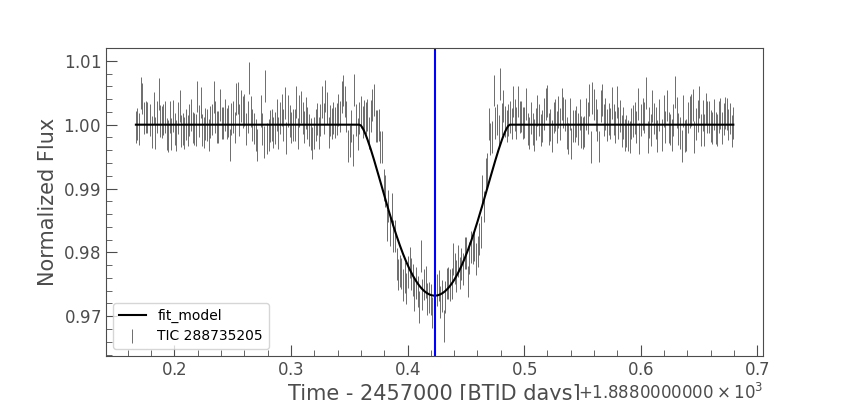 1.01
1.00
0.99
0.98
0.97
Normalized Flux
fit_model
TIC 288735205
0.2 0.3 0.4 0.5 0.6 0.7
Time - 2457000 [BTJD days]
+1.8880000000 × 10³